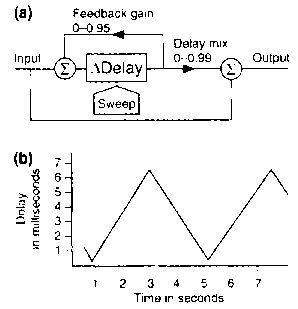 (a)
Feedback gain
0–0.95
Delay mix
0–0.99
Input
Σ
ΔDelay
Σ
Output
Sweep
(b)
Delay
in milliseconds
7
6
5
4
3
2
1
1 2 3 4 5 6 7
Time in seconds